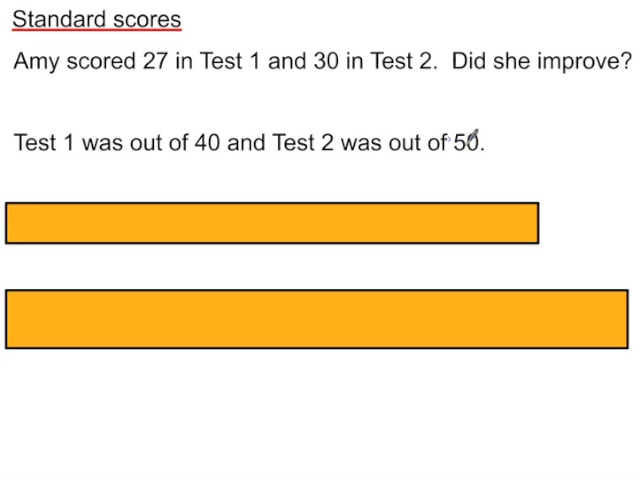 Standard scores
Amy scored 27 in Test 1 and 30 in Test 2. Did she improve?
Test 1 was out of 40 and Test 2 was out of 50.